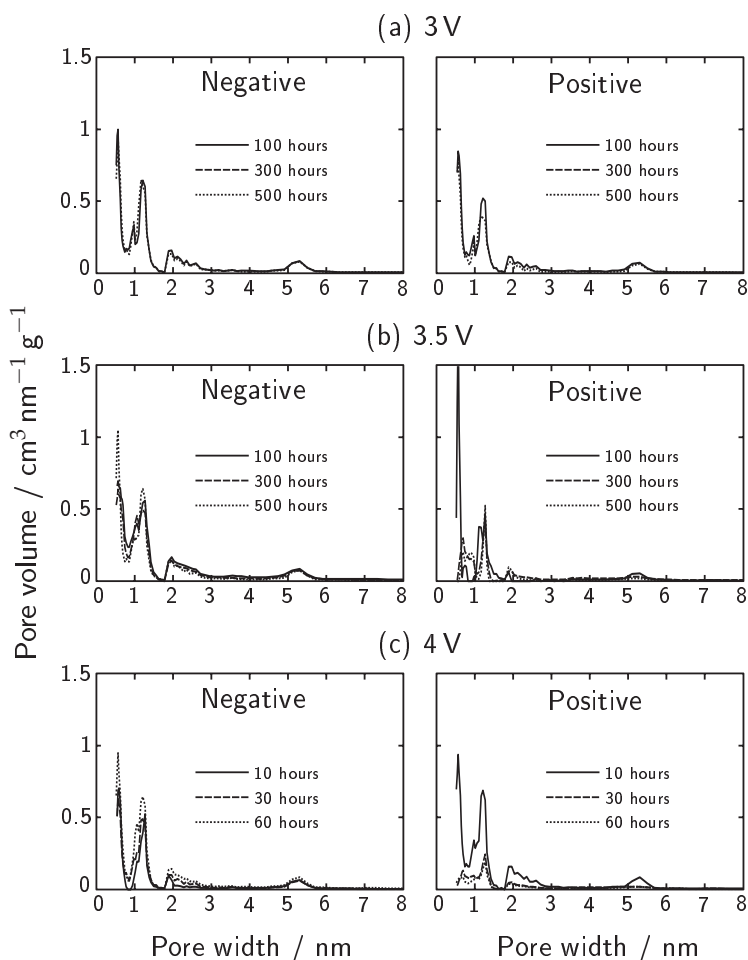 (a) 3 V
1.5
1
0.5
0
Negative
100 hours
300 hours
500 hours
0 1 2 3 4 5 6 7 8
Positive
100 hours
300 hours
500 hours
0 1 2 3 4 5 6 7 8
(b) 3.5 V
1.5
1
0.5
0
Negative
100 hours
300 hours
500 hours
0 1 2 3 4 5 6 7 8
Positive
100 hours
300 hours
500 hours
0 1 2 3 4 5 6 7 8
(c) 4 V
1.5
1
0.5
0
Negative
10 hours
30 hours
60 hours
0 1 2 3 4 5 6 7 8
Positive
10 hours
30 hours
60 hours
0 1 2 3 4 5 6 7 8
Pore volume / cm³ nm⁻¹ g⁻¹
Pore width / nm
Pore width / nm